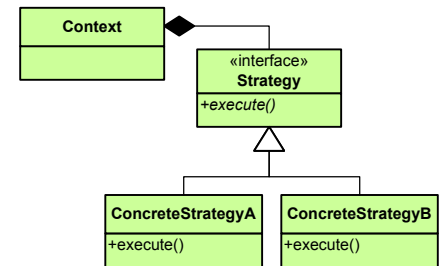 Context
«interface»
Strategy
+execute()
ConcreteStrategyA
+execute()
ConcreteStrategyB
+execute()